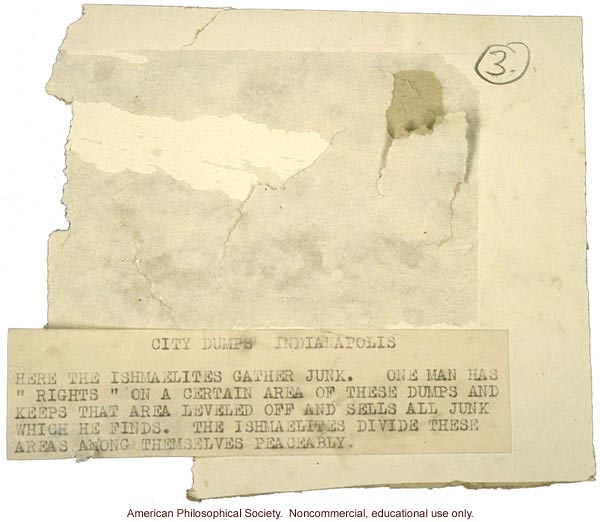 3.
CITY DUMPS INDIANAPOLIS
HERE THE ISHMAELITES GATHER JUNK. ONE MAN HAS
" RIGHTS " ON A CERTAIN AREA OF THESE DUMPS AND
KEEPS THAT AREA LEVELED OFF AND SELLS ALL JUNK
WHICH HE FINDS. THE ISHMAELITES DIVIDE THESE
AREAS AMONG THEMSELVES PEACEABLY.
American Philosophical Society. Noncommercial, educational use only.